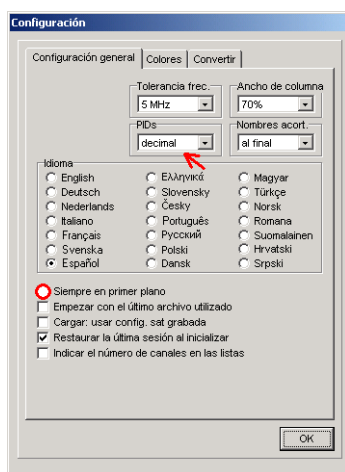 Configuración
Configuración general Colores Convertir
Tolerancia frec. Ancho de columna
5 MHz 70%
PIDs Nombres acort.
decimal al final
Idioma
English Ελληνικά Magyar
Deutsch Slovensky Türkçe
Nederlands Česky Norsk
Italiano Português Romana
Français Русский Suomalainen
Svenska Polski Hrvatski
Español Dansk Srpski
Siempre en primer plano
Empezar con el último archivo utilizado
Cargar: usar config. sat grabada
Restaurar la última sesión al inicializar
Indicar el número de canales en las listas
OK